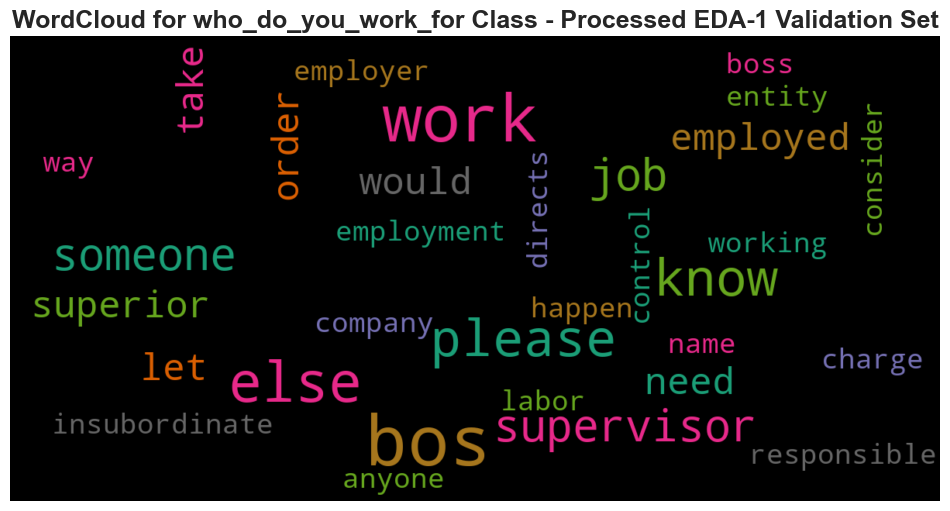 WordCloud for who_do_you_work_for Class - Processed EDA-1 Validation Set
take
employer
boss
entity
order
work
employed
consider
way
would
directs
job
employment
control
working
someone
know
superior
company
happen
please
name
charge
let
else
need
labor
insubordinate
bos
supervisor
responsible
anyone